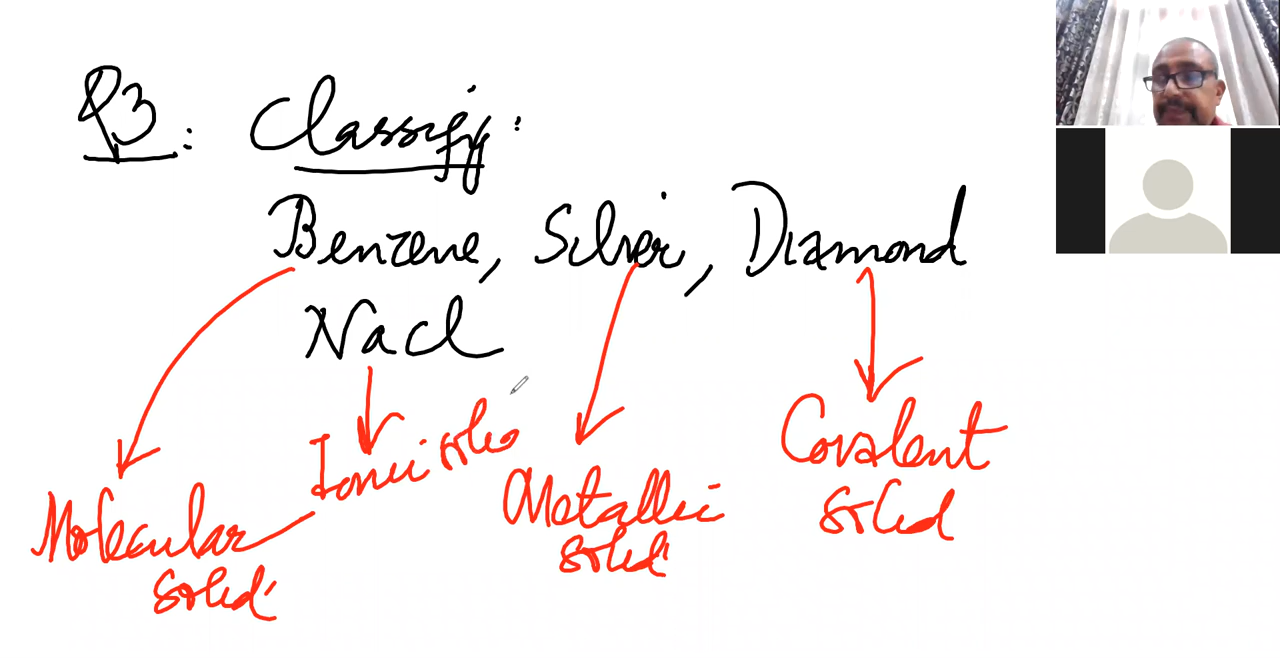 Q3: Classify:
Benzene, Silver, Diamond
NaCl
Ionic solid
Covalent
solid
Metallic
solid
Molecular
solid